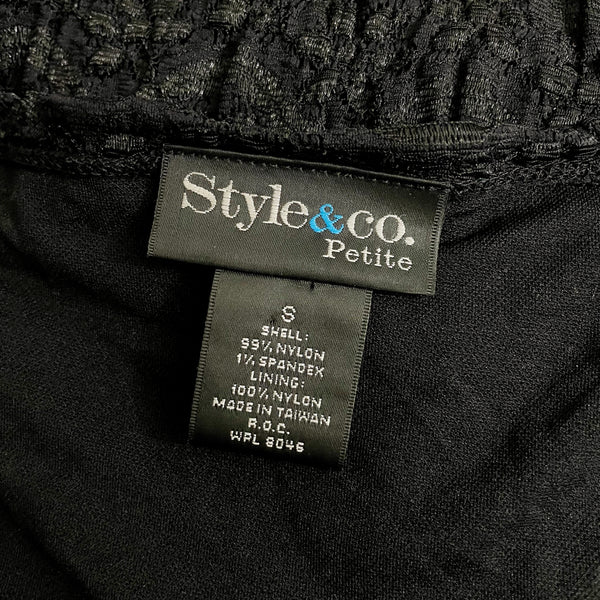 Style&co.
Petite
S
SHELL:
99% NYLON
1% SPANDEX
LINING:
100% NYLON
MADE IN TAIWAN
R.O.C.
WPL 8046